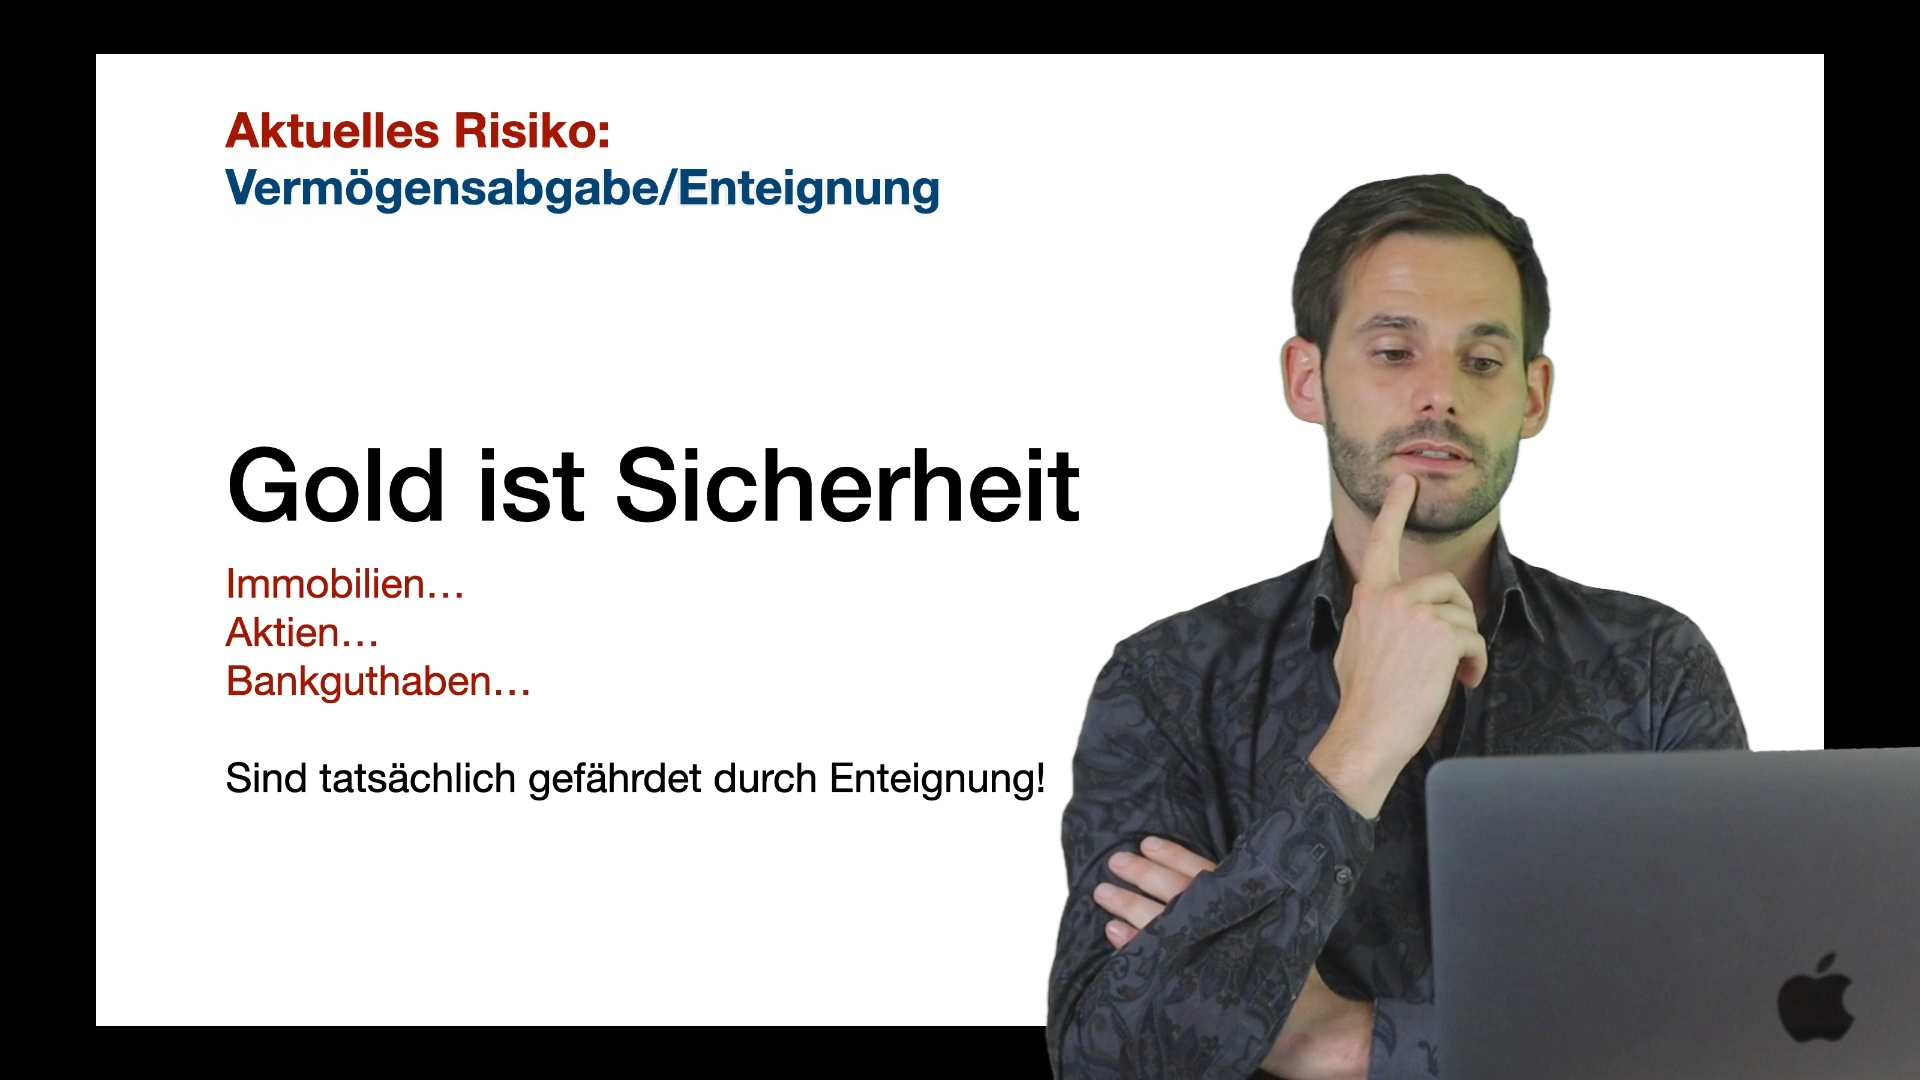 Aktuelles Risiko:
Vermögensabgabe/Enteignung
Gold ist Sicherheit
Immobilien…
Aktien…
Bankguthaben…
Sind tatsächlich gefährdet durch Enteignung!